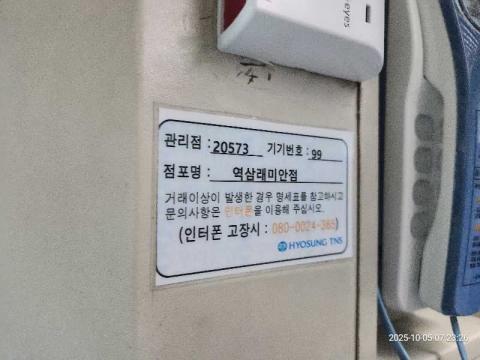 eyes
관리점 : 20573 기기번호 : 99
점포명 : 역삼래미안점
거래이상이 발생한 경우 명세표를 참고하시고
문의사항은 인터폰을 이용해 주십시오.
(인터폰 고장시 : 080-0024-365)
HYOSUNG TNS
2025-10-05 07:23:26